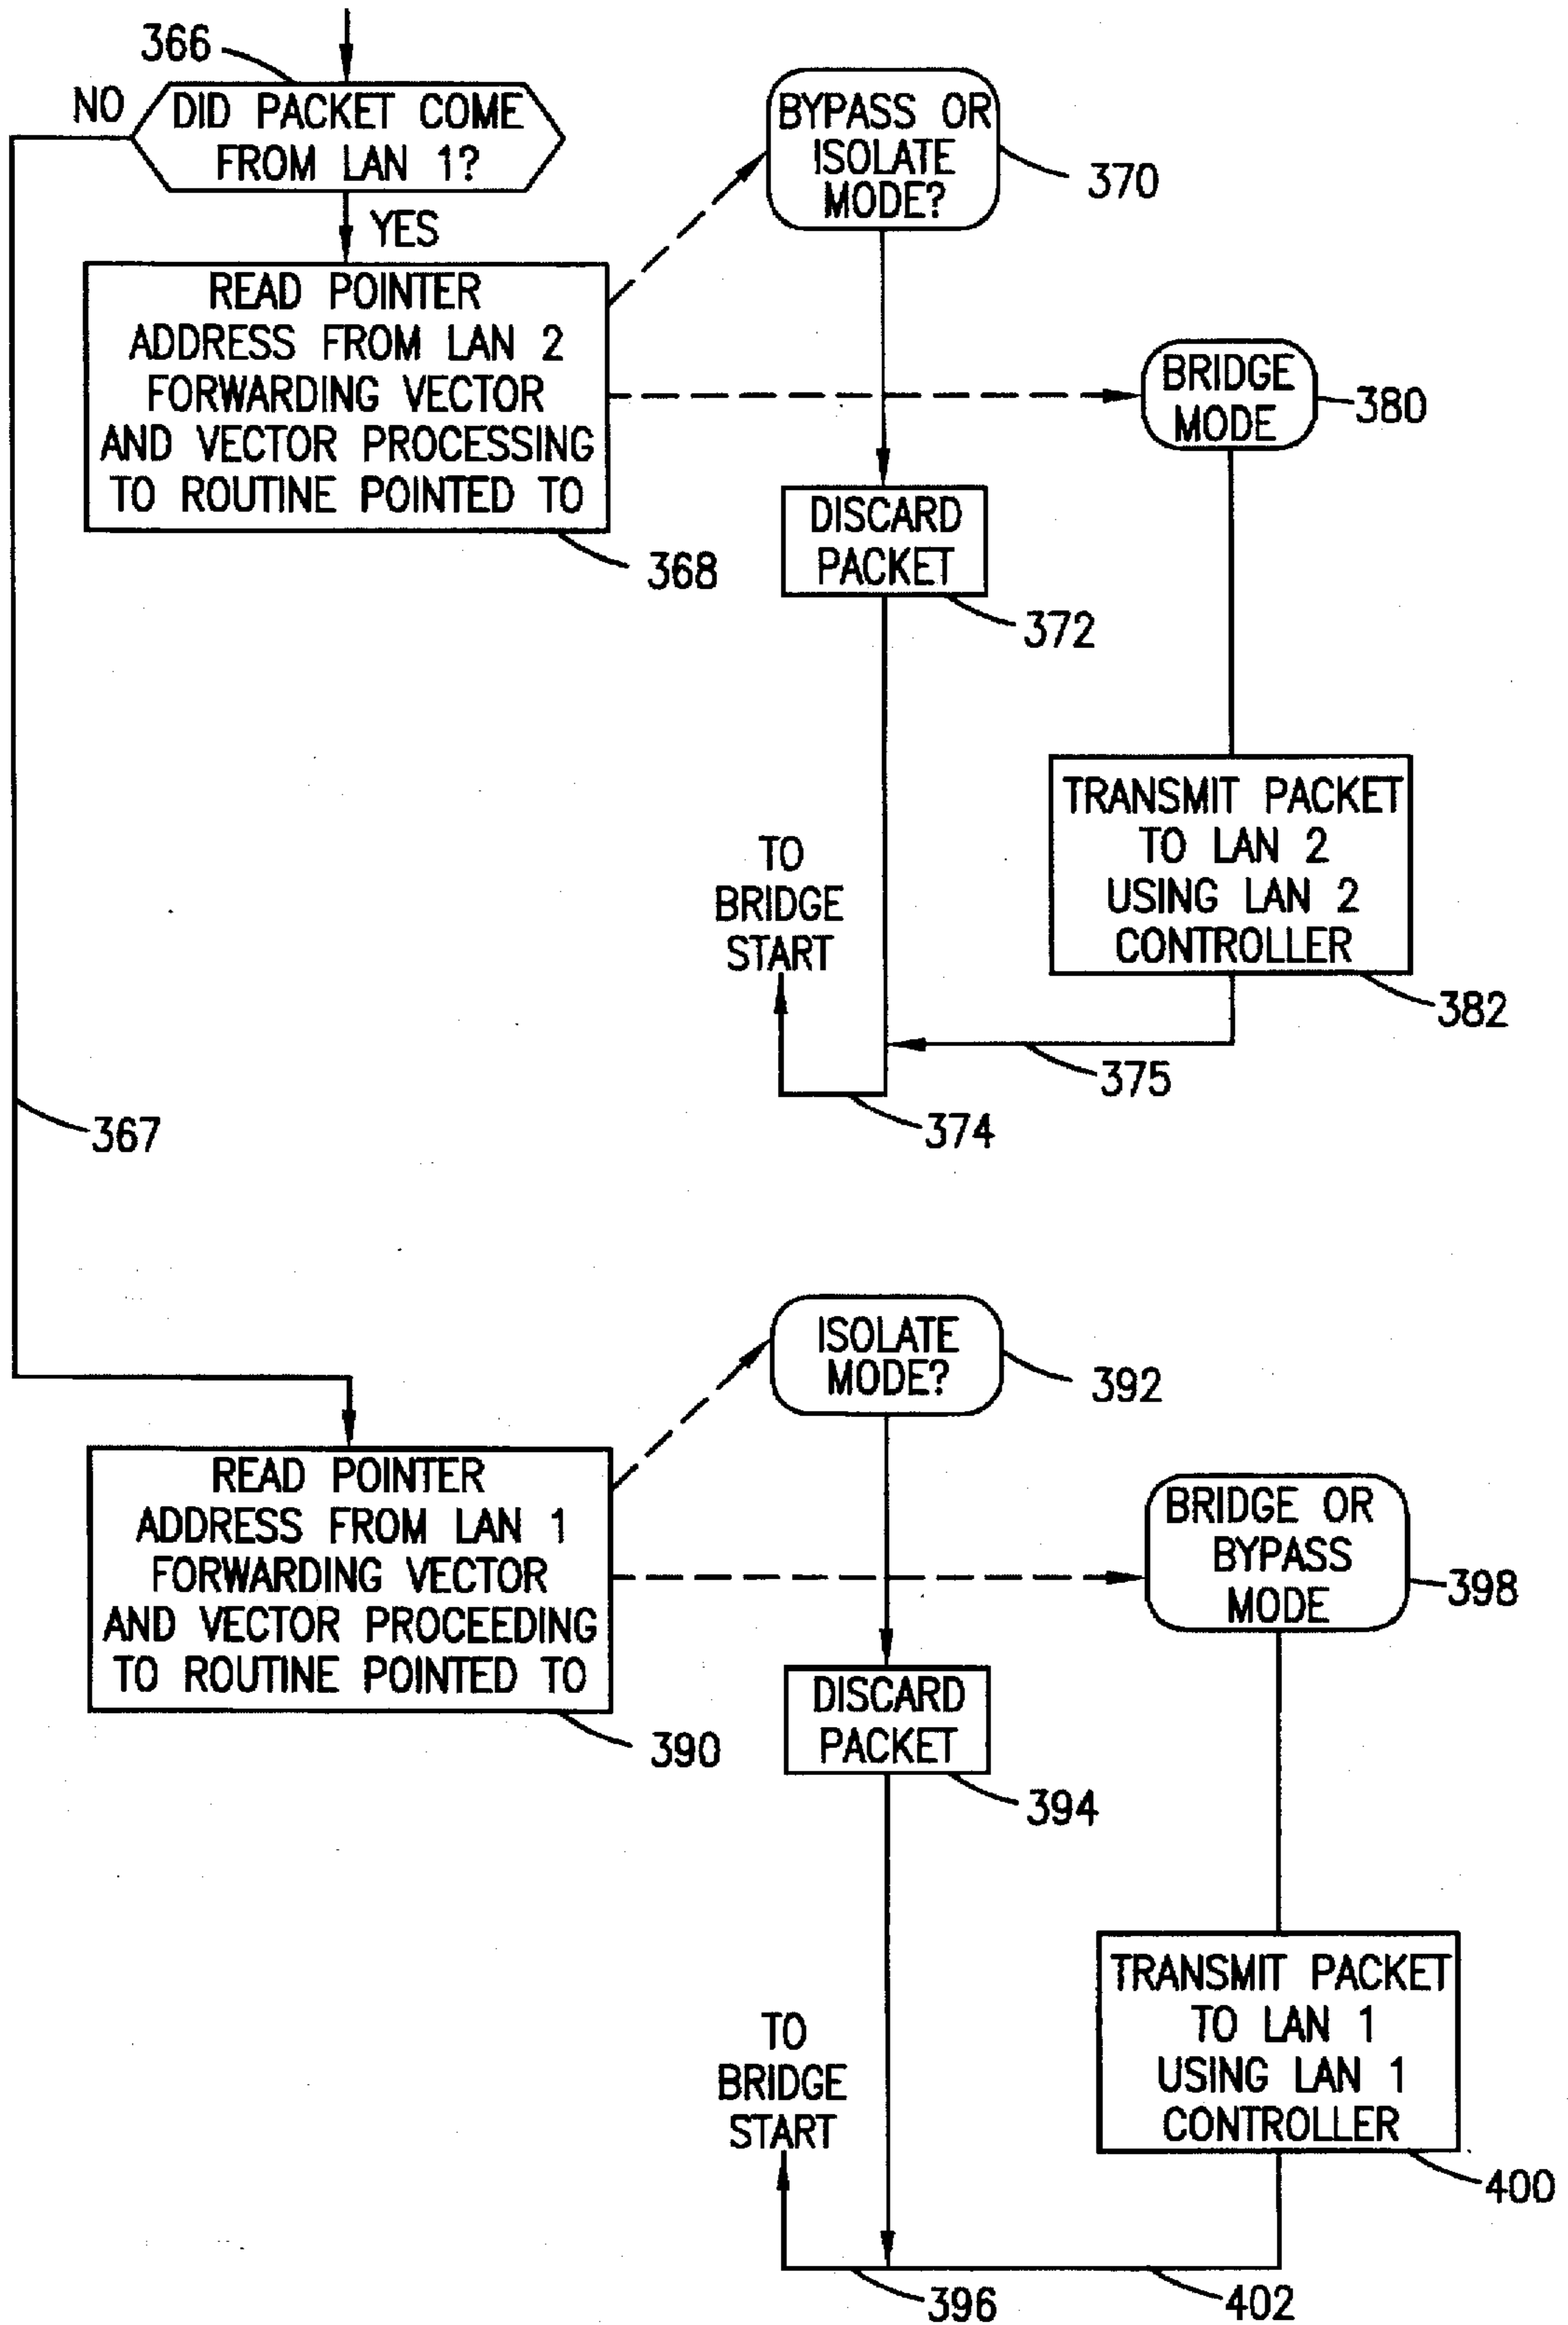 366
NO
DID PACKET COME
FROM LAN 1?
YES
BYPASS OR
ISOLATE
MODE?
370
READ POINTER
ADDRESS FROM LAN 2
FORWARDING VECTOR
AND VECTOR PROCESSING
TO ROUTINE POINTED TO
368
BRIDGE
MODE
380
DISCARD
PACKET
372
TRANSMIT PACKET
TO LAN 2
USING LAN 2
CONTROLLER
382
TO
BRIDGE
START
375
374
367
ISOLATE
MODE?
392
READ POINTER
ADDRESS FROM LAN 1
FORWARDING VECTOR
AND VECTOR PROCEEDING
TO ROUTINE POINTED TO
390
BRIDGE OR
BYPASS
MODE
398
DISCARD
PACKET
394
TRANSMIT PACKET
TO LAN 1
USING LAN 1
CONTROLLER
400
TO
BRIDGE
START
396
402